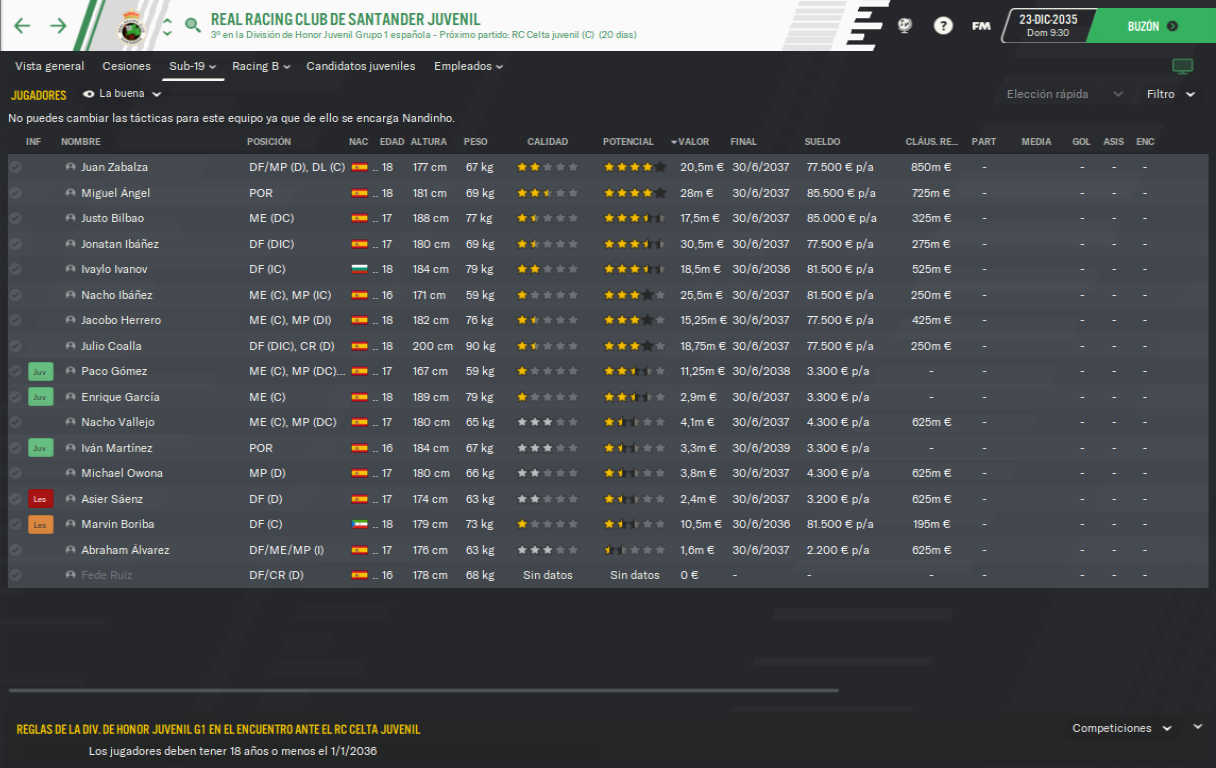 REAL RACING CLUB DE SANTANDER JUVENIL
3º en la División de Honor Juvenil Grupo 1 española - Próximo partido: RC Celta juvenil (C) (20 días)
? FM 23-DIC-2035 Dom 9:30 BUZÓN
Vista general Cesiones Sub-19 Racing B Candidatos juveniles Empleados
JUGADORES La buena Elección rápida Filtro
No puedes cambiar las tácticas para este equipo ya que de ello se encarga Nandinho.
INF NOMBRE POSICIÓN NAC EDAD ALTURA PESO CALIDAD POTENCIAL VALOR FINAL SUELDO CLÁUS. RE... PART MEDIA GOL ASIS ENC
Juan Zabalza DF/MP (D), DL (C) .. 18 177 cm 67 kg 20,5m € 30/6/2037 77.500 € p/a 850m € - - - -
Miguel Ángel POR .. 18 181 cm 69 kg 28m € 30/6/2037 85.500 € p/a 725m € - - - -
Justo Bilbao ME (DC) .. 17 188 cm 77 kg 17,5m € 30/6/2037 85.000 € p/a 325m € - - - -
Jonatan Ibáñez DF (DIC) .. 17 180 cm 69 kg 30,5m € 30/6/2037 77.500 € p/a 275m € - - - -
Ivaylo Ivanov DF (IC) .. 18 184 cm 79 kg 18,5m € 30/6/2036 81.500 € p/a 525m € - - - -
Nacho Ibáñez ME (C), MP (IC) .. 16 171 cm 59 kg 25,5m € 30/6/2037 81.500 € p/a 250m € - - - -
Jacobo Herrero ME (C), MP (DI) .. 18 182 cm 76 kg 15,25m € 30/6/2037 77.500 € p/a 425m € - - - -
Julio Coalla DF (DIC), CR (D) .. 18 200 cm 90 kg 18,75m € 30/6/2037 77.500 € p/a 250m € - - - -
Juv Paco Gómez ME (C), MP (DC)... .. 17 167 cm 59 kg 11,25m € 30/6/2038 3.300 € p/a - - - - -
Juv Enrique García ME (C) .. 18 189 cm 79 kg 2,9m € 30/6/2037 3.300 € p/a - - - - -
Nacho Vallejo ME (C), MP (DC) .. 17 180 cm 65 kg 4,1m € 30/6/2037 4.300 € p/a 625m € - - - -
Juv Iván Martínez POR .. 16 184 cm 67 kg 3,3m € 30/6/2039 3.300 € p/a - - - - -
Michael Owona MP (D) .. 17 180 cm 66 kg 3,8m € 30/6/2037 4.300 € p/a 625m € - - - -
Les Asier Sáenz DF (D) .. 17 174 cm 63 kg 2,4m € 30/6/2037 3.200 € p/a 625m € - - - -
Les Marvin Boriba DF (C) .. 18 179 cm 73 kg 10,5m € 30/6/2036 81.500 € p/a 195m € - - - -
Abraham Álvarez DF/ME/MP (I) .. 17 176 cm 63 kg 1,6m € 30/6/2037 2.200 € p/a 625m € - - - -
Fede Ruiz DF/CR (D) .. 16 178 cm 68 kg Sin datos Sin datos 0 € - - - - - - -
REGLAS DE LA DIV. DE HONOR JUVENIL G1 EN EL ENCUENTRO ANTE EL RC CELTA JUVENIL Competiciones
Los jugadores deben tener 18 años o menos el 1/1/2036